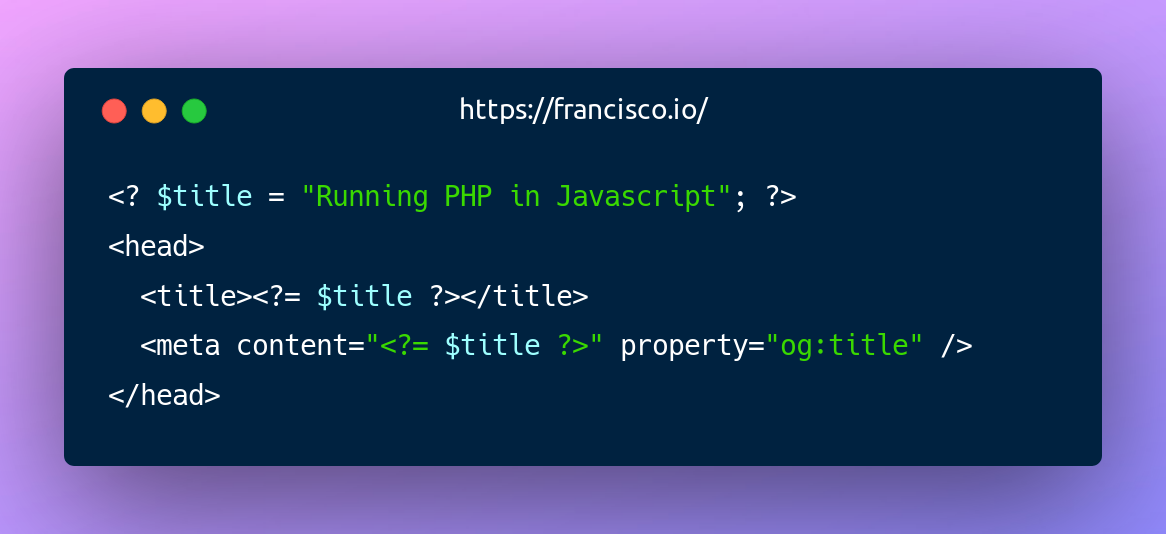 https://francisco.io/
<? $title = "Running PHP in Javascript"; ?>
<head>
  <title><?= $title ?></title>
  <meta content="<?= $title ?>" property="og:title" />
</head>